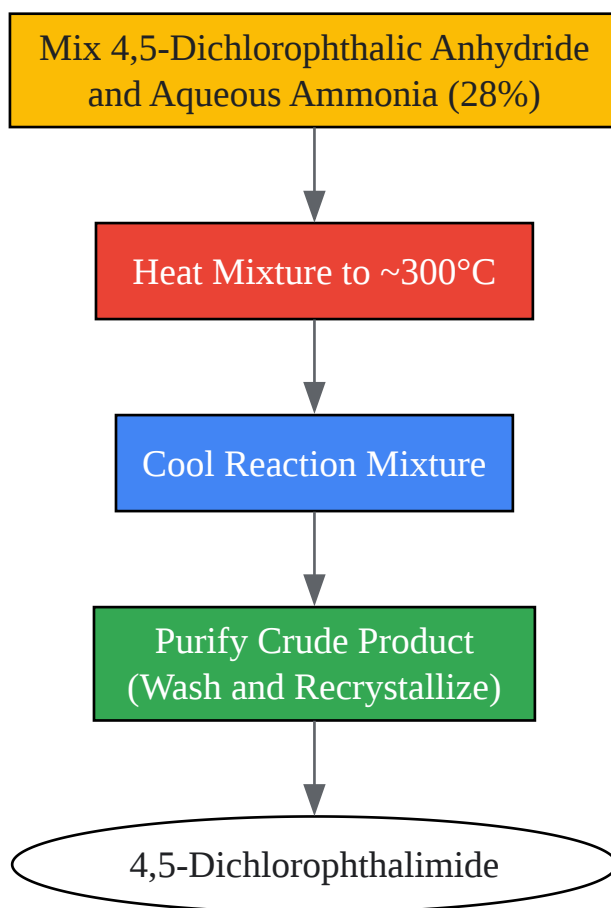 Mix 4,5-Dichlorophthalic Anhydride
and Aqueous Ammonia (28%)
Heat Mixture to ~300°C
Cool Reaction Mixture
Purify Crude Product
(Wash and Recrystallize)
4,5-Dichlorophthalimide